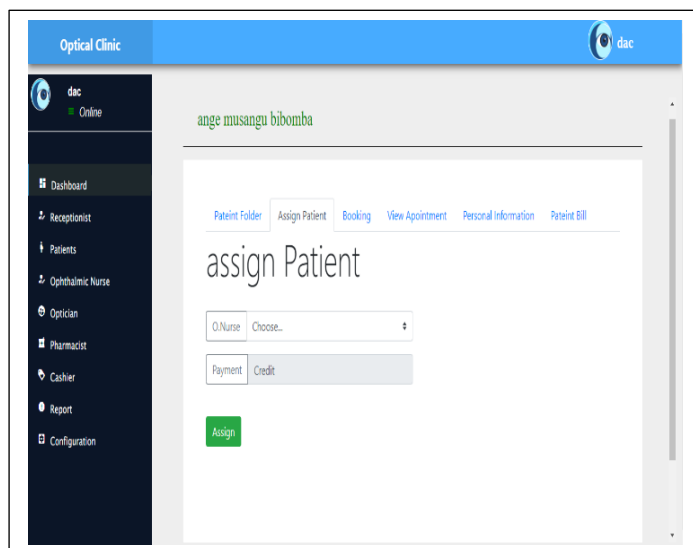 Optical Clinic
dac
dac
Online
ange musangu bibomba
Dashboard
Receptionist
Patients
Ophthalmic Nurse
Optician
Pharmacist
Cashier
Report
Configuration
Pateint Folder Assign Patient Booking View Apointment Personal Information Pateint Bill
assign Patient
O.Nurse Choose...
Payment Credit
Assign